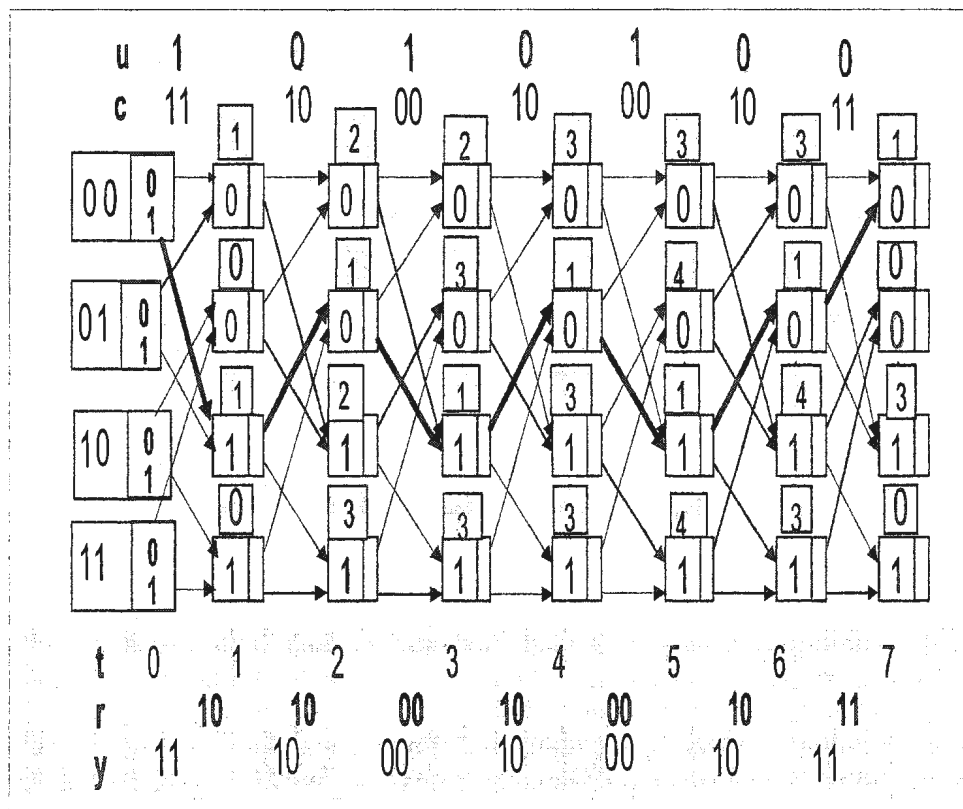 u 1 0 1 0 1 0 0
c 11 10 00 10 00 10 11
1 2 2 3 3 3 1
00 0 1 0 0 0 0 0 0 0
0 1 3 1 4 1 0
01 0 1 0 0 0 0 0 0 0
1 2 1 3 1 4 3
10 0 1 1 1 1 1 1 1 1
0 3 3 3 4 3 0
11 0 1 1 1 1 1 1 1 1
t 0 1 2 3 4 5 6 7
r 10 10 00 10 00 10 11
y 11 10 00 10 00 10 11